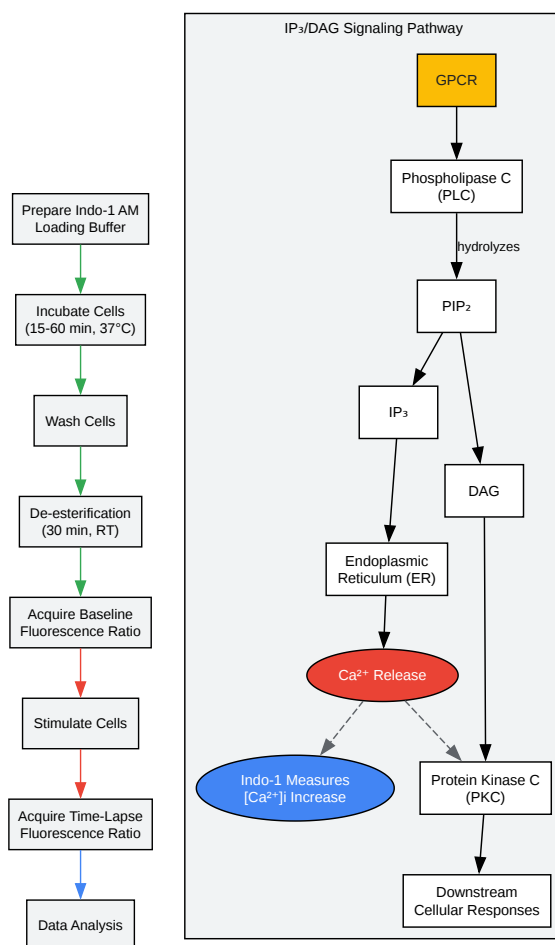 Prepare Indo-1 AM
Loading Buffer
Incubate Cells
(15-60 min, 37°C)
Wash Cells
De-esterification
(30 min, RT)
Acquire Baseline
Fluorescence Ratio
Stimulate Cells
Acquire Time-Lapse
Fluorescence Ratio
Data Analysis
IP₃/DAG Signaling Pathway
GPCR
Phospholipase C
(PLC)
hydrolyzes
PIP₂
IP₃
DAG
Endoplasmic
Reticulum (ER)
Ca²⁺ Release
Indo-1 Measures
[Ca²⁺]i Increase
Protein Kinase C
(PKC)
Downstream
Cellular Responses